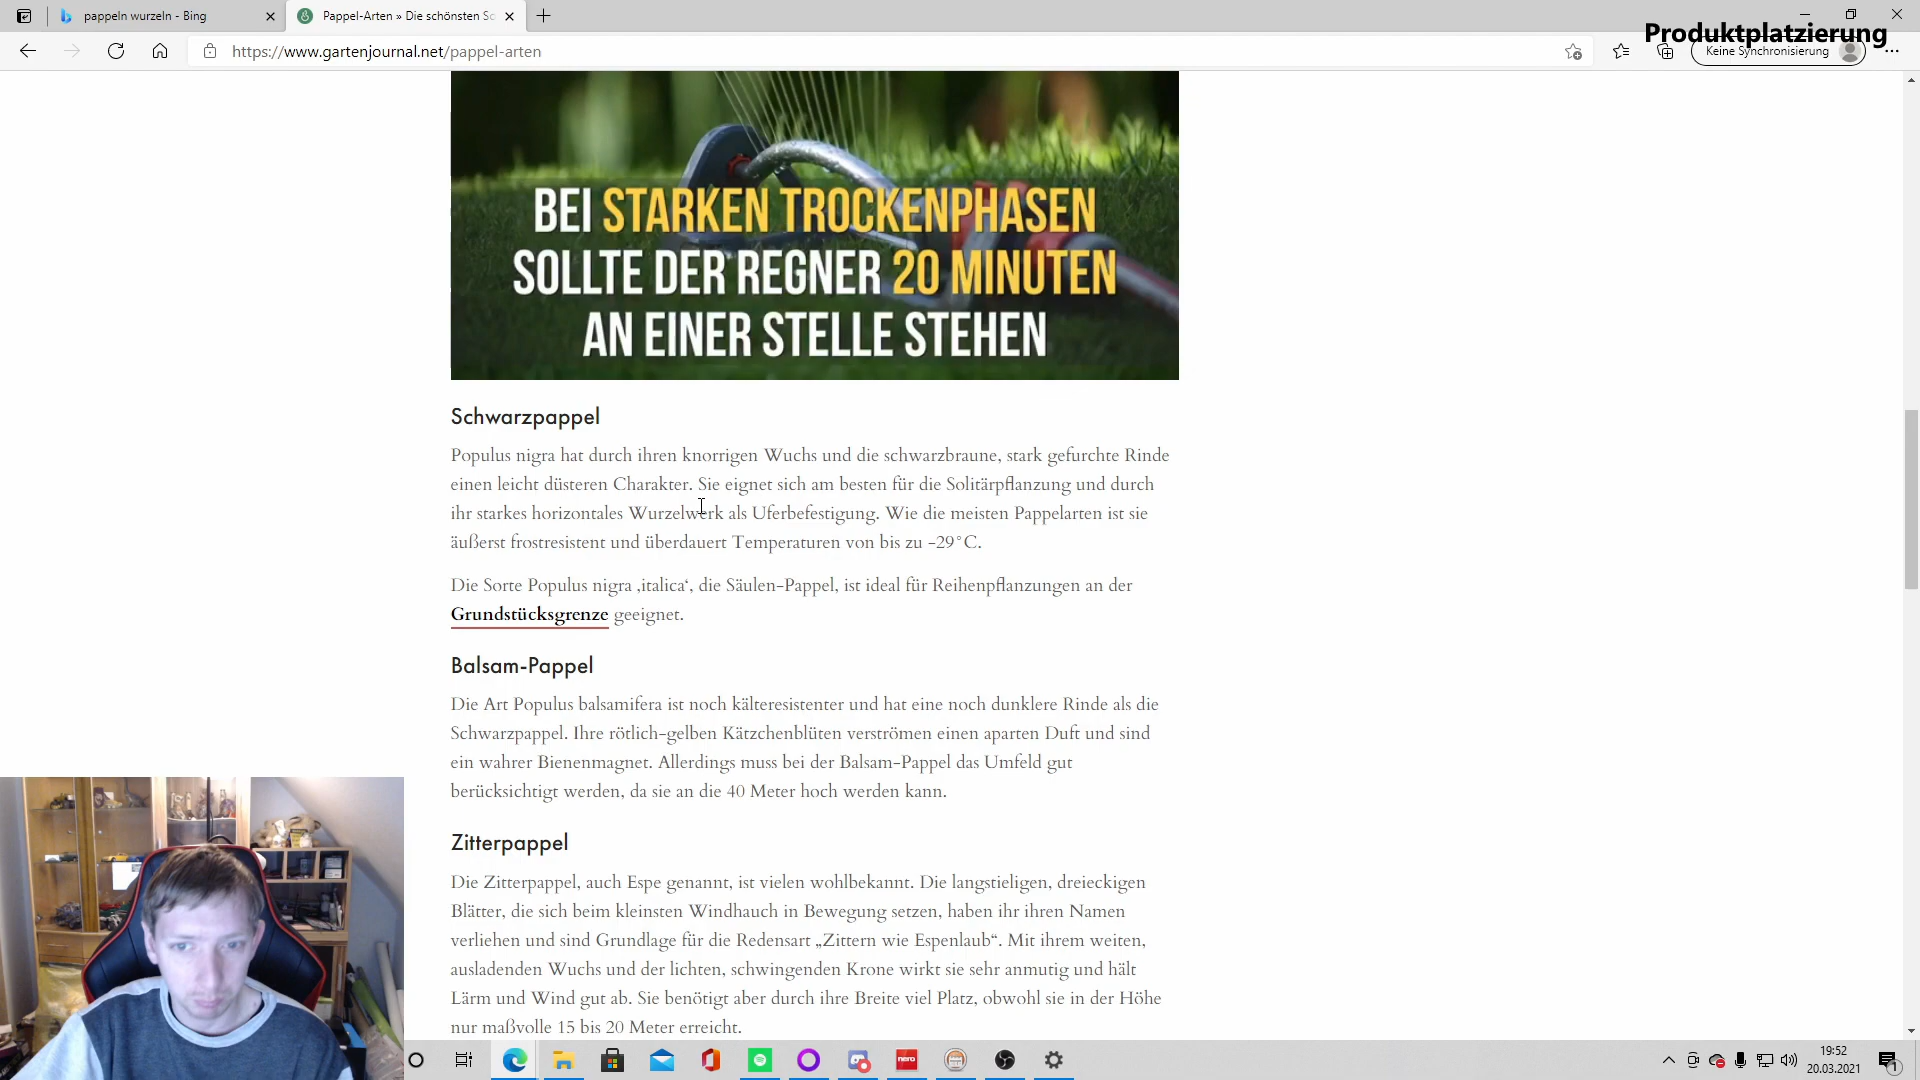 pappeln wurzeln - Bing
Pappel-Arten » Die schönsten So
Produktplatzierung
https://www.gartenjournal.net/pappel-arten
Keine Synchronisierung
BEI STARKEN TROCKENPHASEN
SOLLTE DER REGNER 20 MINUTEN
AN EINER STELLE STEHEN
Schwarzpappel
Populus nigra hat durch ihren knorrigen Wuchs und die schwarzbraune, stark gefurchte Rinde
einen leicht düsteren Charakter. Sie eignet sich am besten für die Solitärpflanzung und durch
ihr starkes horizontales Wurzelwerk als Uferbefestigung. Wie die meisten Pappelarten ist sie
äußerst frostresistent und überdauert Temperaturen von bis zu -29°C.
Die Sorte Populus nigra ‚italica‘, die Säulen-Pappel, ist ideal für Reihenpflanzungen an der
Grundstücksgrenze geeignet.
Balsam-Pappel
Die Art Populus balsamifera ist noch kälteresistenter und hat eine noch dunklere Rinde als die
Schwarzpappel. Ihre rötlich-gelben Kätzchenblüten verströmen einen aparten Duft und sind
ein wahrer Bienenmagnet. Allerdings muss bei der Balsam-Pappel das Umfeld gut
berücksichtigt werden, da sie an die 40 Meter hoch werden kann.
Zitterpappel
Die Zitterpappel, auch Espe genannt, ist vielen wohlbekannt. Die langstieligen, dreieckigen
Blätter, die sich beim kleinsten Windhauch in Bewegung setzen, haben ihr ihren Namen
verliehen und sind Grundlage für die Redensart „Zittern wie Espenlaub“. Mit ihrem weiten,
ausladenden Wuchs und der lichten, schwingenden Krone wirkt sie sehr anmutig und hält
Lärm und Wind gut ab. Sie benötigt aber durch ihre Breite viel Platz, obwohl sie in der Höhe
nur maßvolle 15 bis 20 Meter erreicht.
nero
19:52
20.03.2021
1